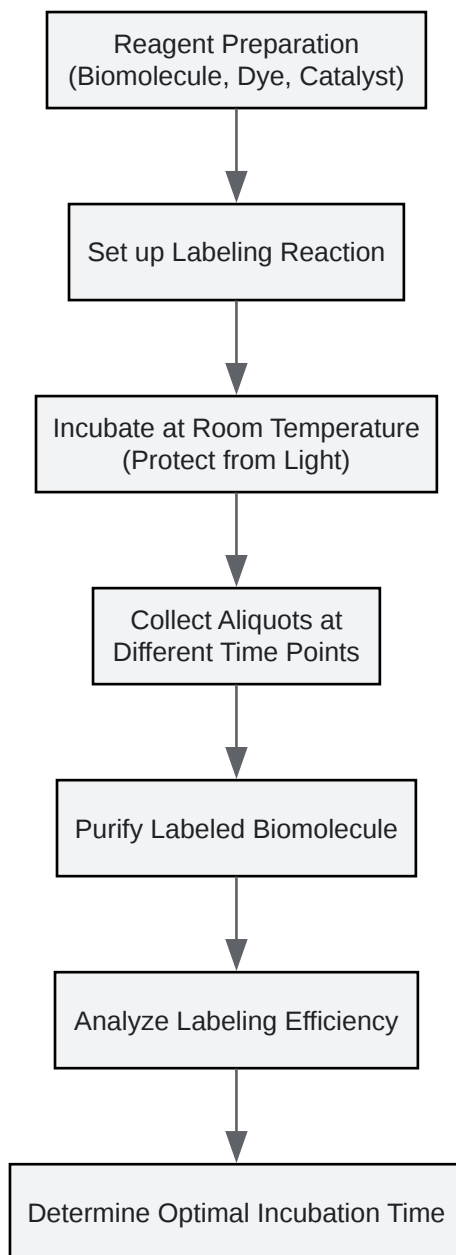 Reagent Preparation
(Biomolecule, Dye, Catalyst)
Set up Labeling Reaction
Incubate at Room Temperature
(Protect from Light)
Collect Aliquots at
Different Time Points
Purify Labeled Biomolecule
Analyze Labeling Efficiency
Determine Optimal Incubation Time